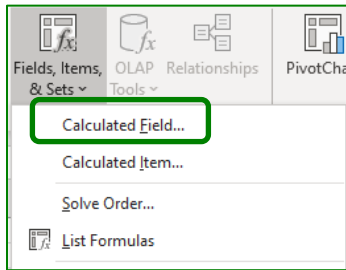 Fields, Items, OLAP Relationships PivotCha
& Sets Tools
Calculated Field...
Calculated Item...
Solve Order...
List Formulas